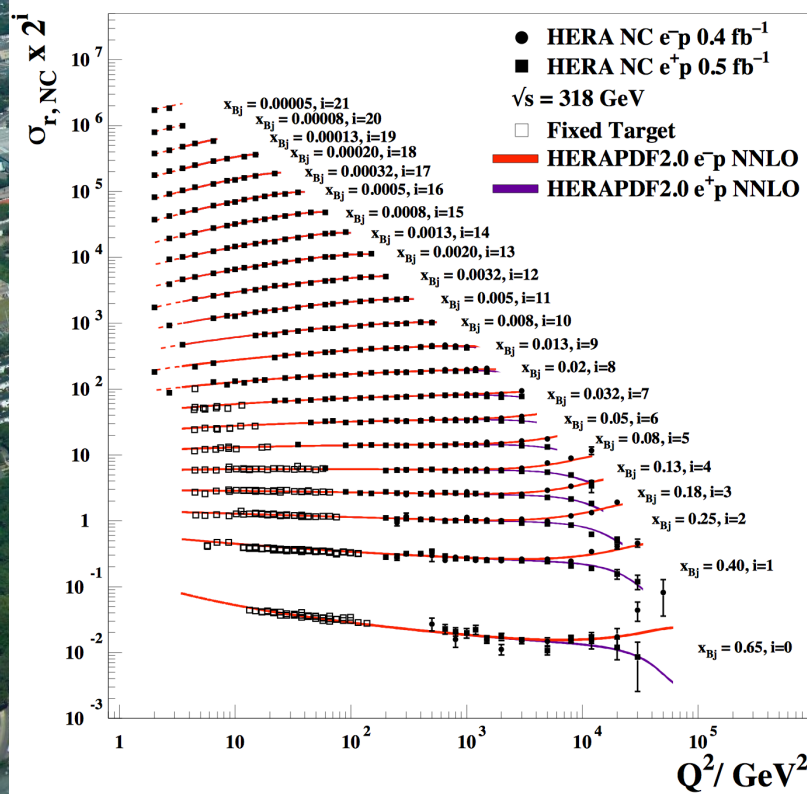 σr, NC x 2^i
10^7
10^6
10^5
10^4
10^3
10^2
10
1
10^-1
10^-2
10^-3
HERA NC e⁻p 0.4 fb⁻¹
HERA NC e⁺p 0.5 fb⁻¹
√s = 318 GeV
Fixed Target
HERAPDF2.0 e⁻p NNLO
HERAPDF2.0 e⁺p NNLO
xBj = 0.00005, i=21
xBj = 0.00008, i=20
xBj = 0.00013, i=19
xBj = 0.00020, i=18
xBj = 0.00032, i=17
xBj = 0.0005, i=16
xBj = 0.0008, i=15
xBj = 0.0013, i=14
xBj = 0.0020, i=13
xBj = 0.0032, i=12
xBj = 0.005, i=11
xBj = 0.008, i=10
xBj = 0.013, i=9
xBj = 0.02, i=8
xBj = 0.032, i=7
xBj = 0.05, i=6
xBj = 0.08, i=5
xBj = 0.13, i=4
xBj = 0.18, i=3
xBj = 0.25, i=2
xBj = 0.40, i=1
xBj = 0.65, i=0
1 10 10^2 10^3 10^4 10^5
Q²/ GeV²